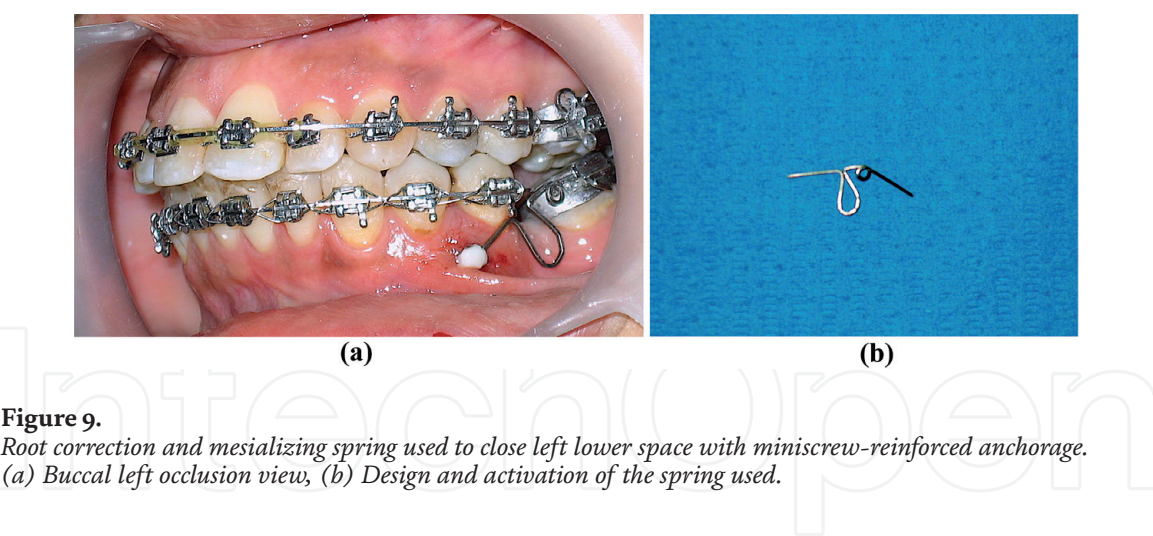 (a) (b)
Figure 9.
Root correction and mesializing spring used to close left lower space with miniscrew-reinforced anchorage.
(a) Buccal left occlusion view, (b) Design and activation of the spring used.
IntechOpen